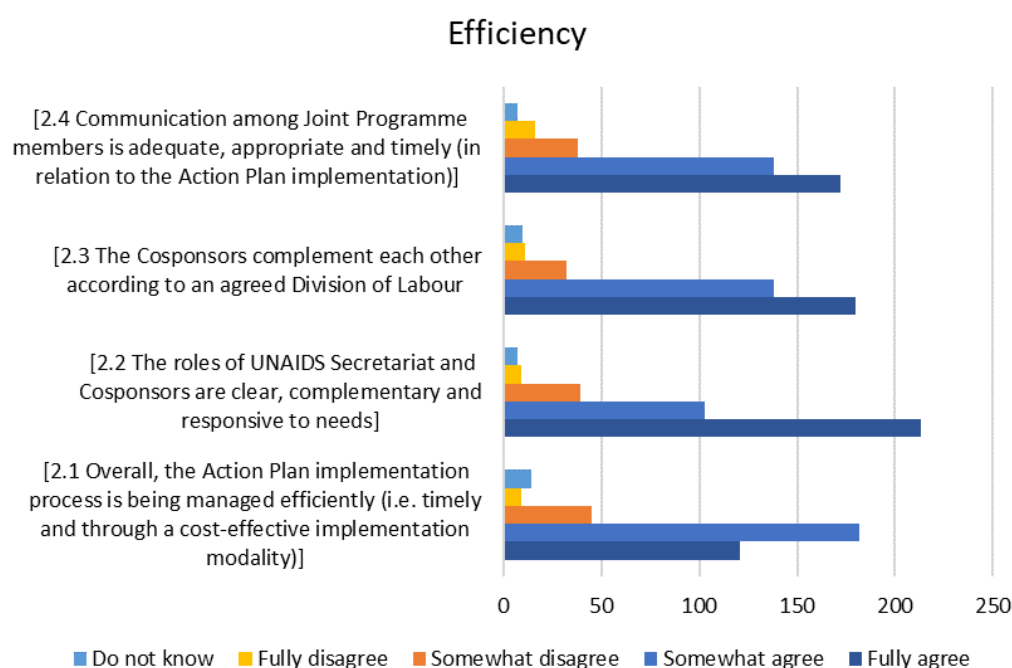 Efficiency
[2.4 Communication among Joint Programme
members is adequate, appropriate and timely (in
relation to the Action Plan implementation)]
[2.3 The Cosponsors complement each other
according to an agreed Division of Labour
[2.2 The roles of UNAIDS Secretariat and
Cosponsors are clear, complementary and
responsive to needs]
[2.1 Overall, the Action Plan implementation
process is being managed efficiently (i.e. timely
and through a cost-effective implementation
modality)]
0 50 100 150 200 250
Do not know Fully disagree Somewhat disagree Somewhat agree Fully agree